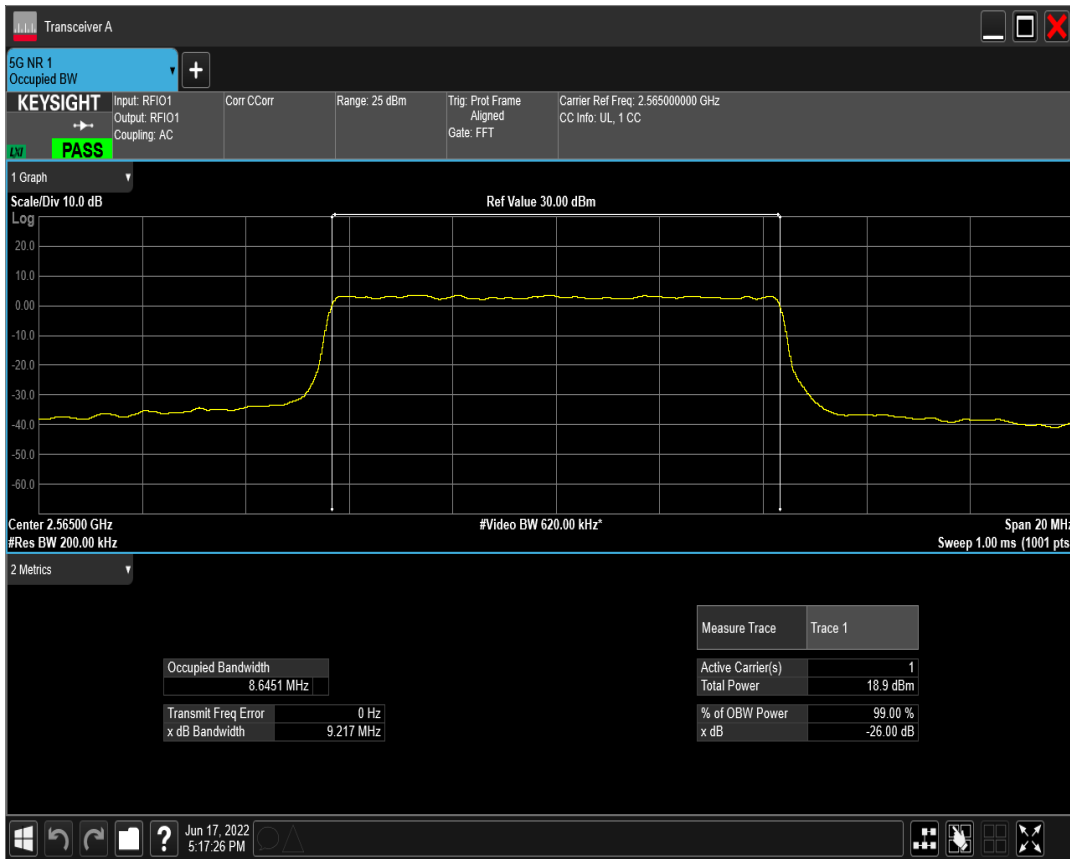 Transceiver A
5G NR 1
Occupied BW
KEYSIGHT
LXI
PASS
Input: RFIO1
Output: RFIO1
Coupling: AC
Corr CCorr
Range: 25 dBm
Trig: Prot Frame
Aligned
Gate: FFT
Carrier Ref Freq: 2.565000000 GHz
CC Info: UL, 1 CC
1 Graph
Scale/Div 10.0 dB
Ref Value 30.00 dBm
Log
20.0
10.0
0.00
-10.0
-20.0
-30.0
-40.0
-50.0
-60.0
Center 2.56500 GHz
#Video BW 620.00 kHz*
Span 20 MHz
#Res BW 200.00 kHz
Sweep 1.00 ms (1001 pts
2 Metrics
Measure Trace Trace 1
Occupied Bandwidth
8.6451 MHz
Active Carrier(s) 1
Total Power 18.9 dBm
Transmit Freq Error 0 Hz
x dB Bandwidth 9.217 MHz
% of OBW Power 99.00 %
x dB -26.00 dB
Jun 17, 2022
5:17:26 PM